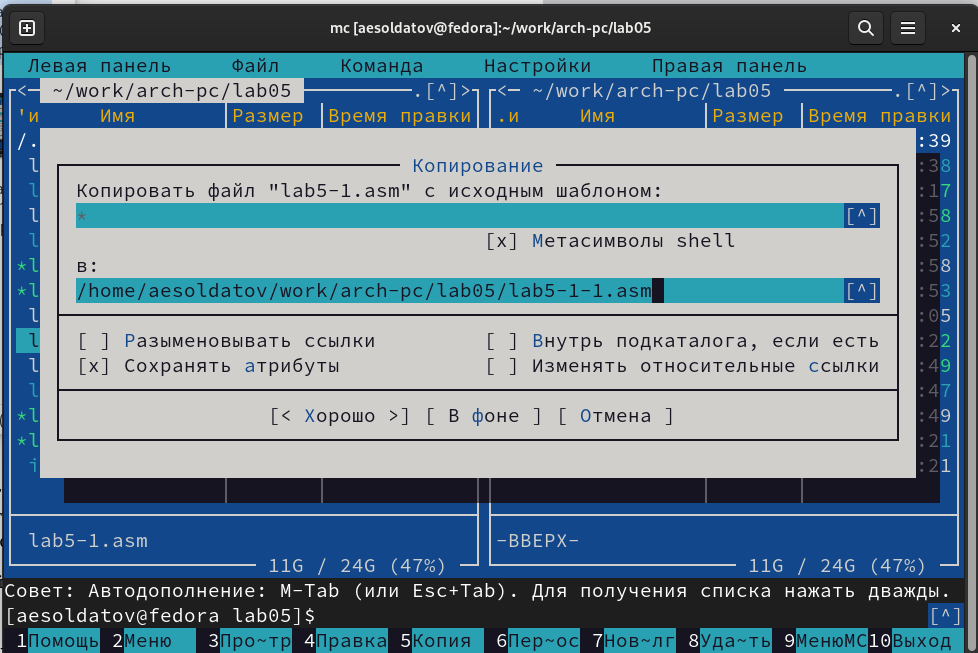 mc [aesoldatov@fedora]:~/work/arch-pc/lab05
Левая панель Файл Команда Настройки Правая панель
<— ~/work/arch-pc/lab05 .[^]> <— ~/work/arch-pc/lab05 .[^]>
'и Имя Размер Время правки .и Имя Размер Время правки
/. :39
l Копирование :38
l Копировать файл "lab5-1.asm" с исходным шаблоном: :17
l * [^] :58
l [x] Метасимволы shell :52
*l в: :58
*l /home/aesoldatov/work/arch-pc/lab05/lab5-1-1.asm [^] :53
l :05
l [ ] Разыменовывать ссылки [ ] Внутрь подкаталога, если есть :22
l [x] Сохранять атрибуты [ ] Изменять относительные ссылки :49
l :47
*l [< Хорошо >] [ В фоне ] [ Отмена ] :49
*l :21
i :21
lab5-1.asm -ВВЕРХ-
11G / 24G (47%) 11G / 24G (47%)
Совет: Автодополнение: M-Tab (или Esc+Tab). Для получения списка нажать дважды.
[aesoldatov@fedora lab05]$ [^]
1Помощь 2Меню 3Про~тр 4Правка 5Копия 6Пер~ос 7Нов~лг 8Уда~ть 9МенюМС 10Выход